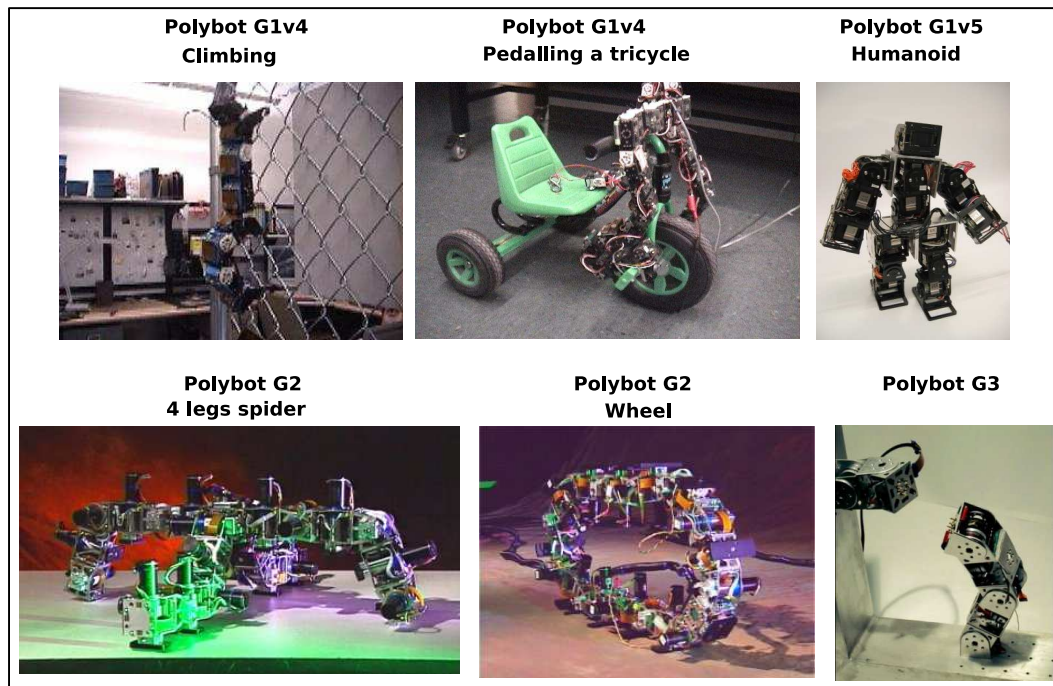 Polybot G1v4
Climbing
Polybot G1v4
Pedalling a tricycle
Polybot G1v5
Humanoid
Polybot G2
4 legs spider
Polybot G2
Wheel
Polybot G3